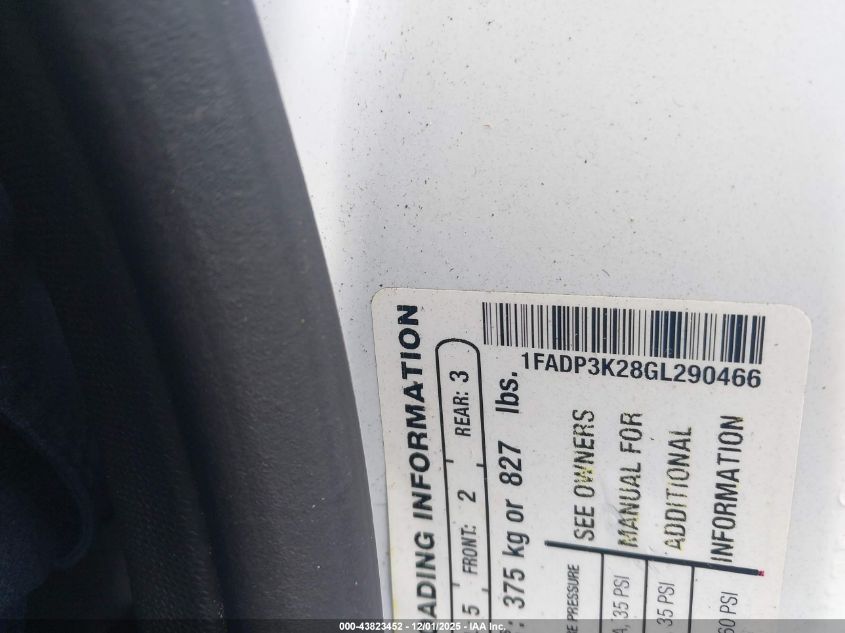 1FADP3K28GL290466
ADING INFORMATION
5 FRONT: 2 REAR: 3
: 375 kg or 827 lbs.
E PRESSURE SEE OWNERS
, 35 PSI MANUAL FOR
35 PSI ADDITIONAL
60 PSI INFORMATION
000-43823452 - 12/01/2025 - IAA Inc.